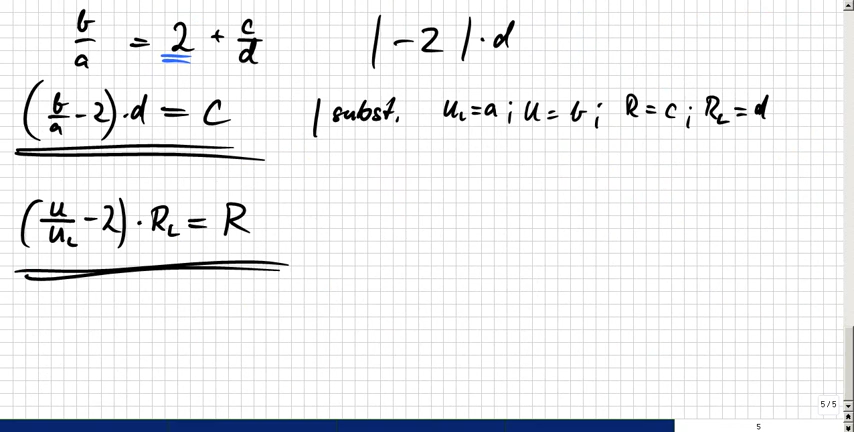 b/a = 2 + c/d | -2 | · d
(b/a - 2) · d = C | subst. u_L = a ; U = b ; R = c ; R_L = d
(U/U_L - 2) · R_L = R
5 / 5
5